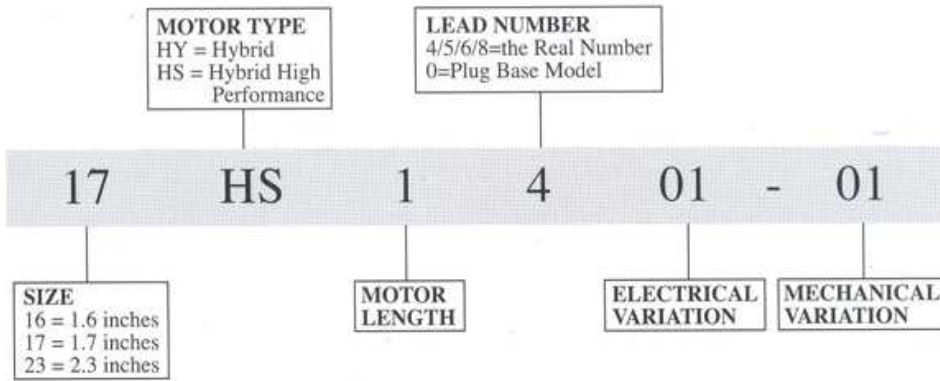 MOTOR TYPE
HY = Hybrid
HS = Hybrid High
Performance
LEAD NUMBER
4/5/6/8=the Real Number
0=Plug Base Model
17 HS 1 4 01 - 01
SIZE
16 = 1.6 inches
17 = 1.7 inches
23 = 2.3 inches
MOTOR
LENGTH
ELECTRICAL
VARIATION
MECHANICAL
VARIATION